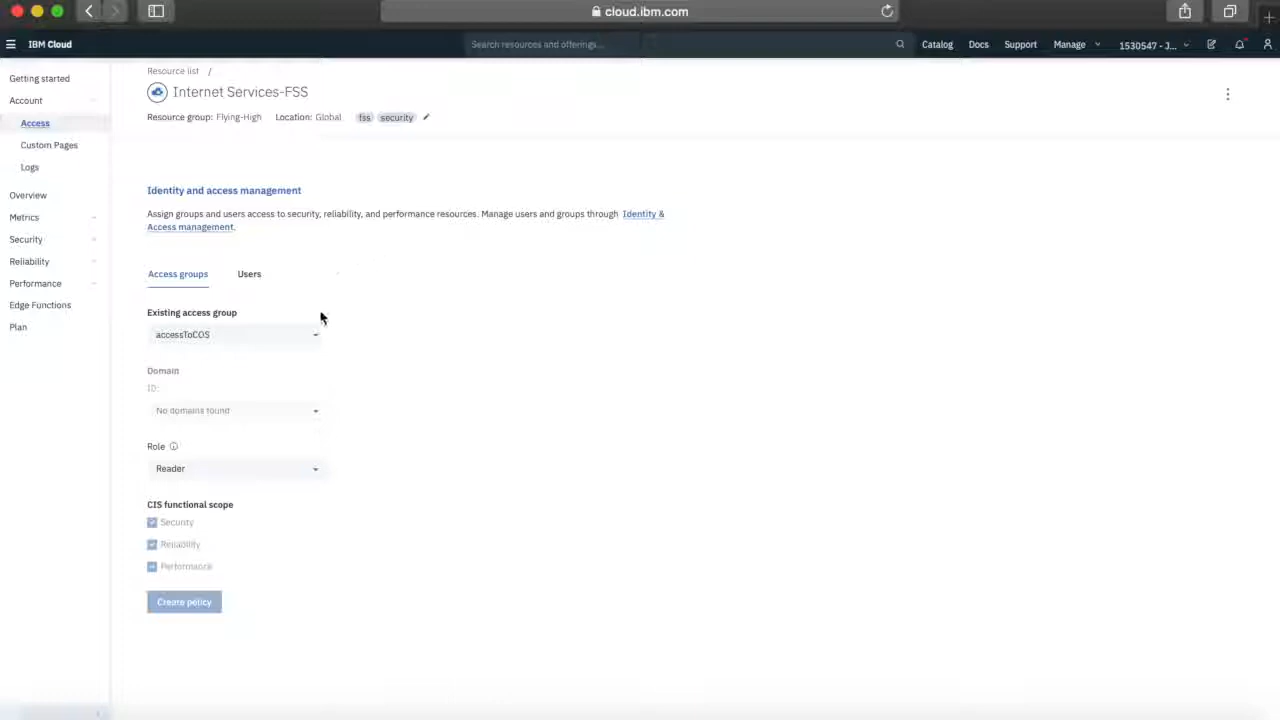 cloud.ibm.com
IBM Cloud
Search resources and offerings...
Catalog
Docs
Support
Manage
1530547 - J...
Getting started
Account
Access
Custom Pages
Logs
Overview
Metrics
Security
Reliability
Performance
Edge Functions
Plan
Resource list /
Internet Services-FSS
Resource group: Flying-High Location: Global fss security
Identity and access management
Assign groups and users access to security, reliability, and performance resources. Manage users and groups through Identity &
Access management.
Access groups Users
Existing access group
accessToCOS
Domain
ID:
No domains found
Role
Reader
CIS functional scope
Security
Reliability
Performance
Create policy